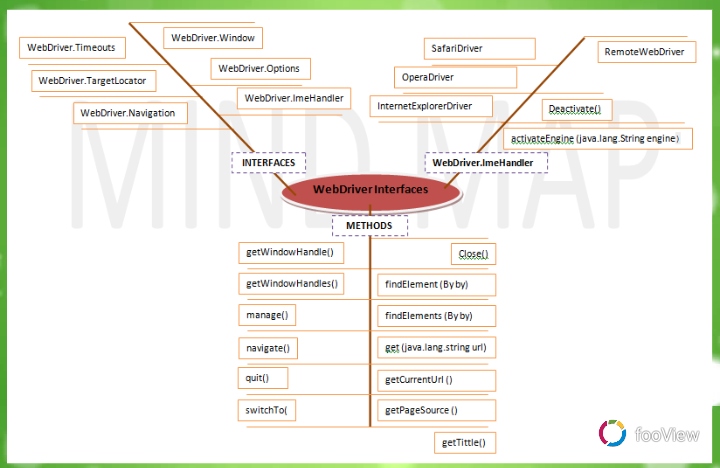 WebDriver.Timeouts
WebDriver.Window
WebDriver.TargetLocator
WebDriver.Options
WebDriver.Navigation
WebDriver.ImeHandler
INTERFACES
SafariDriver
RemoteWebDriver
OperaDriver
InternetExplorerDriver
Deactivate()
activateEngine (java.lang.String engine)
WebDriver.ImeHandler
MIND MAP
WebDriver Interfaces
METHODS
getWindowHandle()
getWindowHandles()
manage()
navigate()
quit()
switchTo(
Close()
findElement (By by)
findElements (By by)
get (java.lang.string url)
getCurrentUrl ()
getPageSource ()
getTittle()
fooView